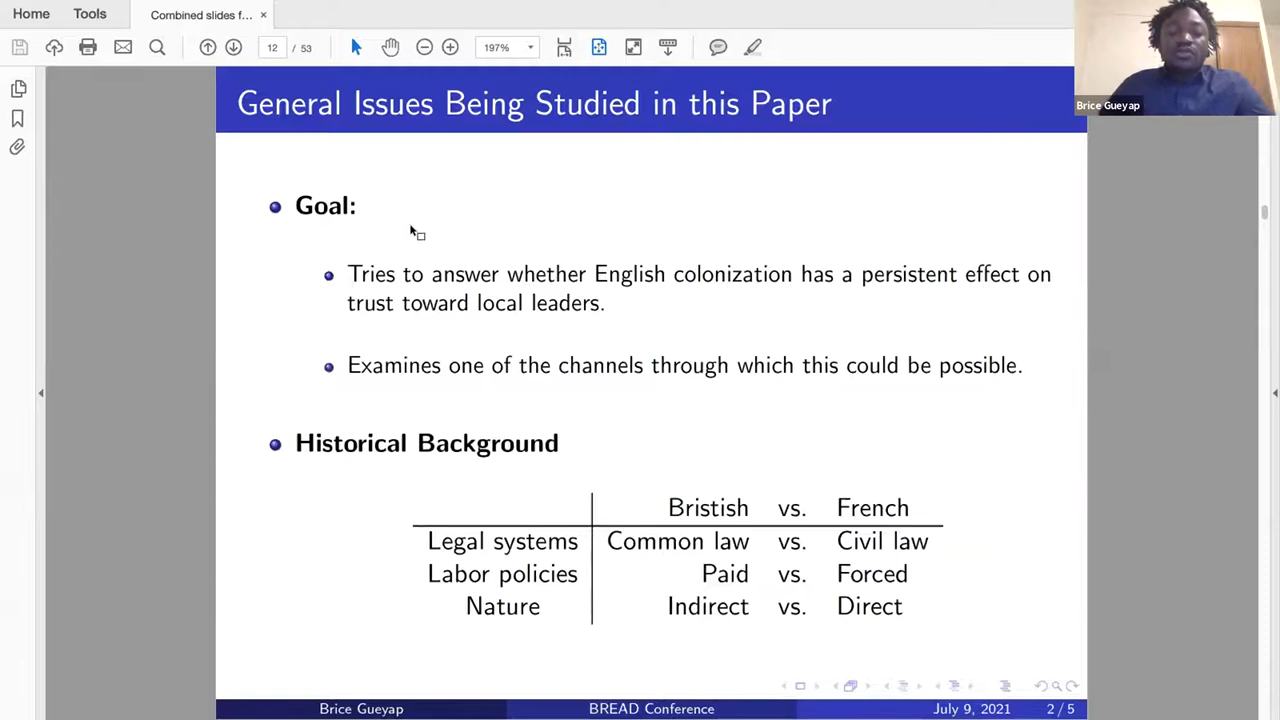 Home Tools Combined slides f... ×
12 / 53 197%
General Issues Being Studied in this Paper
Brice Gueyap
Goal:
Tries to answer whether English colonization has a persistent effect on
trust toward local leaders.
Examines one of the channels through which this could be possible.
Historical Background
Bristish vs. French
Legal systems Common law vs. Civil law
Labor policies Paid vs. Forced
Nature Indirect vs. Direct
Brice Gueyap BREAD Conference July 9, 2021 2 / 5